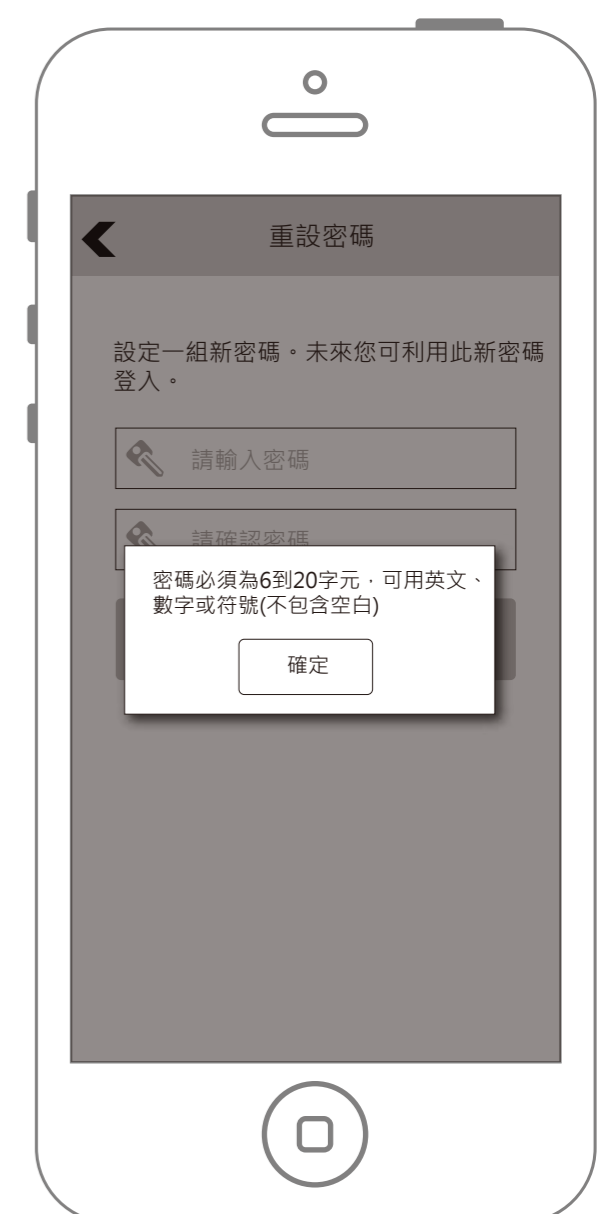 重設密碼
設定一組新密碼。未來您可利用此新密碼
登入。
請輸入密碼
請確認密碼
密碼必須為6到20字元，可用英文、
數字或符號(不包含空白)
確定